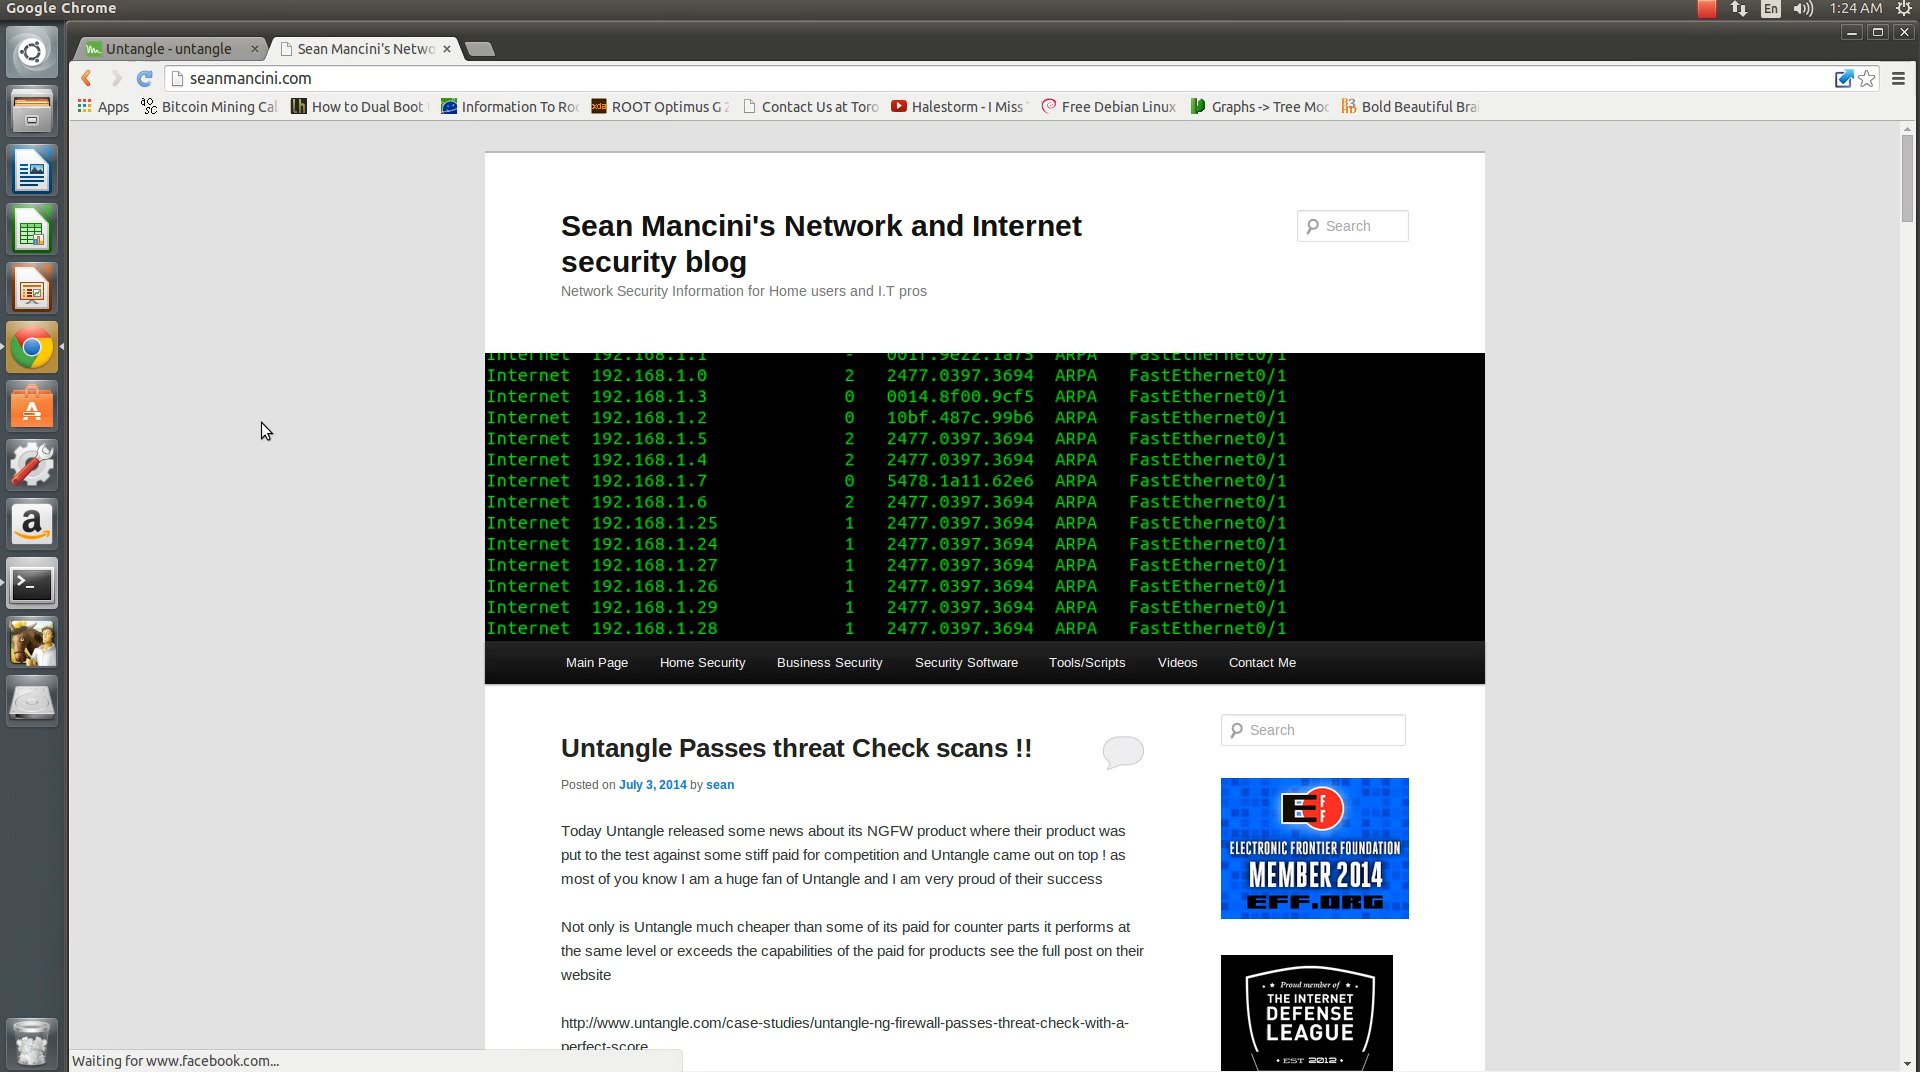 Google Chrome
En
1:24 AM
Untangle - untangle
Sean Mancini's Netwo
seanmancini.com
Apps
Bitcoin Mining Cal
How to Dual Boot
Information To Roo
ROOT Optimus G 2
Contact Us at Toro
Halestorm - I Miss
Free Debian Linux
Graphs -> Tree Moc
Bold Beautiful Brai
Sean Mancini's Network and Internet
security blog
Search
Network Security Information for Home users and I.T pros
Internet 192.168.1.1 - 001f.9e22.1a73 ARPA FastEthernet0/1
Internet 192.168.1.0 2 2477.0397.3694 ARPA FastEthernet0/1
Internet 192.168.1.3 0 0014.8f00.9cf5 ARPA FastEthernet0/1
Internet 192.168.1.2 0 10bf.487c.99b6 ARPA FastEthernet0/1
Internet 192.168.1.5 2 2477.0397.3694 ARPA FastEthernet0/1
Internet 192.168.1.4 2 2477.0397.3694 ARPA FastEthernet0/1
Internet 192.168.1.7 0 5478.1a11.62e6 ARPA FastEthernet0/1
Internet 192.168.1.6 2 2477.0397.3694 ARPA FastEthernet0/1
Internet 192.168.1.25 1 2477.0397.3694 ARPA FastEthernet0/1
Internet 192.168.1.24 1 2477.0397.3694 ARPA FastEthernet0/1
Internet 192.168.1.27 1 2477.0397.3694 ARPA FastEthernet0/1
Internet 192.168.1.26 1 2477.0397.3694 ARPA FastEthernet0/1
Internet 192.168.1.29 1 2477.0397.3694 ARPA FastEthernet0/1
Internet 192.168.1.28 1 2477.0397.3694 ARPA FastEthernet0/1
Main Page Home Security Business Security Security Software Tools/Scripts Videos Contact Me
Untangle Passes threat Check scans !!
Posted on July 3, 2014 by sean
Today Untangle released some news about its NGFW product where their product was
put to the test against some stiff paid for competition and Untangle came out on top ! as
most of you know I am a huge fan of Untangle and I am very proud of their success
Not only is Untangle much cheaper than some of its paid for counter parts it performs at
the same level or exceeds the capabilities of the paid for products see the full post on their
website
http://www.untangle.com/case-studies/untangle-ng-firewall-passes-threat-check-with-a-
perfect-score
Search
EFF
ELECTRONIC FRONTIER FOUNDATION
MEMBER 2014
EFF.ORG
Proud member of
THE INTERNET
DEFENSE
LEAGUE
EST 2012
Waiting for www.facebook.com...